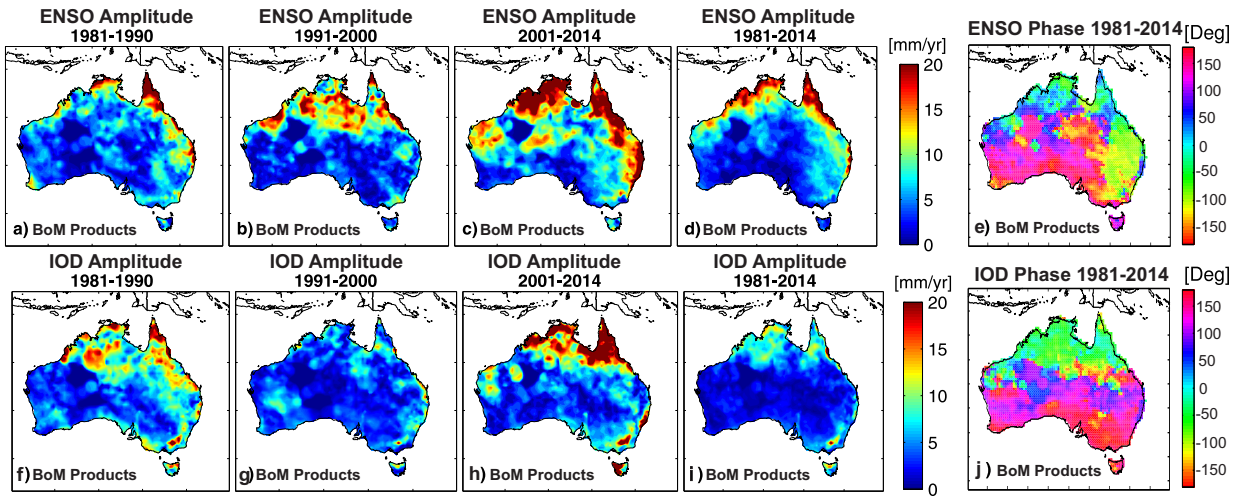 ENSO Amplitude
1981-1990
ENSO Amplitude
1991-2000
ENSO Amplitude
2001-2014
ENSO Amplitude
1981-2014
[mm/yr]
20
15
10
5
0
ENSO Phase 1981-2014
[Deg]
150
100
50
0
-50
-100
-150
a) BoM Products
b) BoM Products
c) BoM Products
d) BoM Products
e) BoM Products
IOD Amplitude
1981-1990
IOD Amplitude
1991-2000
IOD Amplitude
2001-2014
IOD Amplitude
1981-2014
[mm/yr]
20
15
10
5
0
IOD Phase 1981-2014
[Deg]
150
100
50
0
-50
-100
-150
f) BoM Products
g) BoM Products
h) BoM Products
i) BoM Products
j ) BoM Products